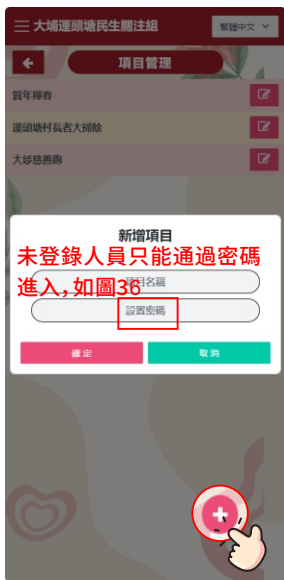 大埔運頭塘民生關注組
繁體中文
項目管理
賀年揮春
運頭塘村長者大掃除
大埗慈善跑
新增項目
未登錄人員只能通過密碼
進入,如圖36
項目名稱
設置密碼
確定
取消